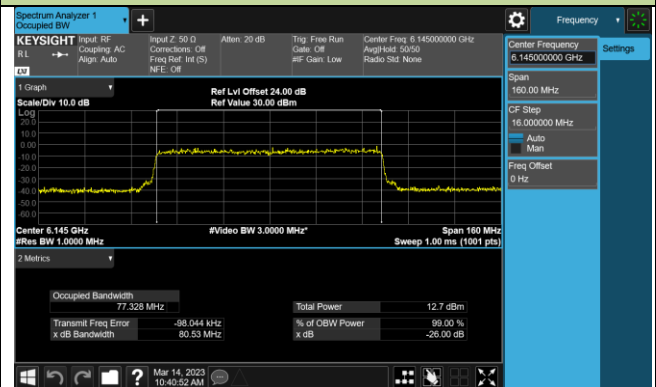 Spectrum Analyzer 1
Occupied BW
Frequency
KEYSIGHT
RL
LXI
Input: RF
Coupling: AC
Align: Auto
Input Z: 50 Ω
Corrections: Off
Freq Ref: Int (S)
NFE: Off
Atten: 20 dB
Trig: Free Run
Gate: Off
#IF Gain: Low
Center Freq: 6.145000000 GHz
Avg|Hold: 50/50
Radio Std: None
Center Frequency
6.145000000 GHz
Settings
Span
160.00 MHz
CF Step
16.000000 MHz
Auto
Man
Freq Offset
0 Hz
1 Graph
Scale/Div 10.0 dB
Ref Lvl Offset 24.00 dB
Ref Value 30.00 dBm
Log
20.0
10.0
0.00
-10.0
-20.0
-30.0
-40.0
-50.0
-60.0
Center 6.145 GHz
#Video BW 3.0000 MHz*
Span 160 MHz
#Res BW 1.0000 MHz
Sweep 1.00 ms (1001 pts)
2 Metrics
Occupied Bandwidth
77.328 MHz
Total Power 12.7 dBm
Transmit Freq Error -98.044 kHz
% of OBW Power 99.00 %
x dB Bandwidth 80.53 MHz
x dB -26.00 dB
Mar 14, 2023
10:40:52 AM